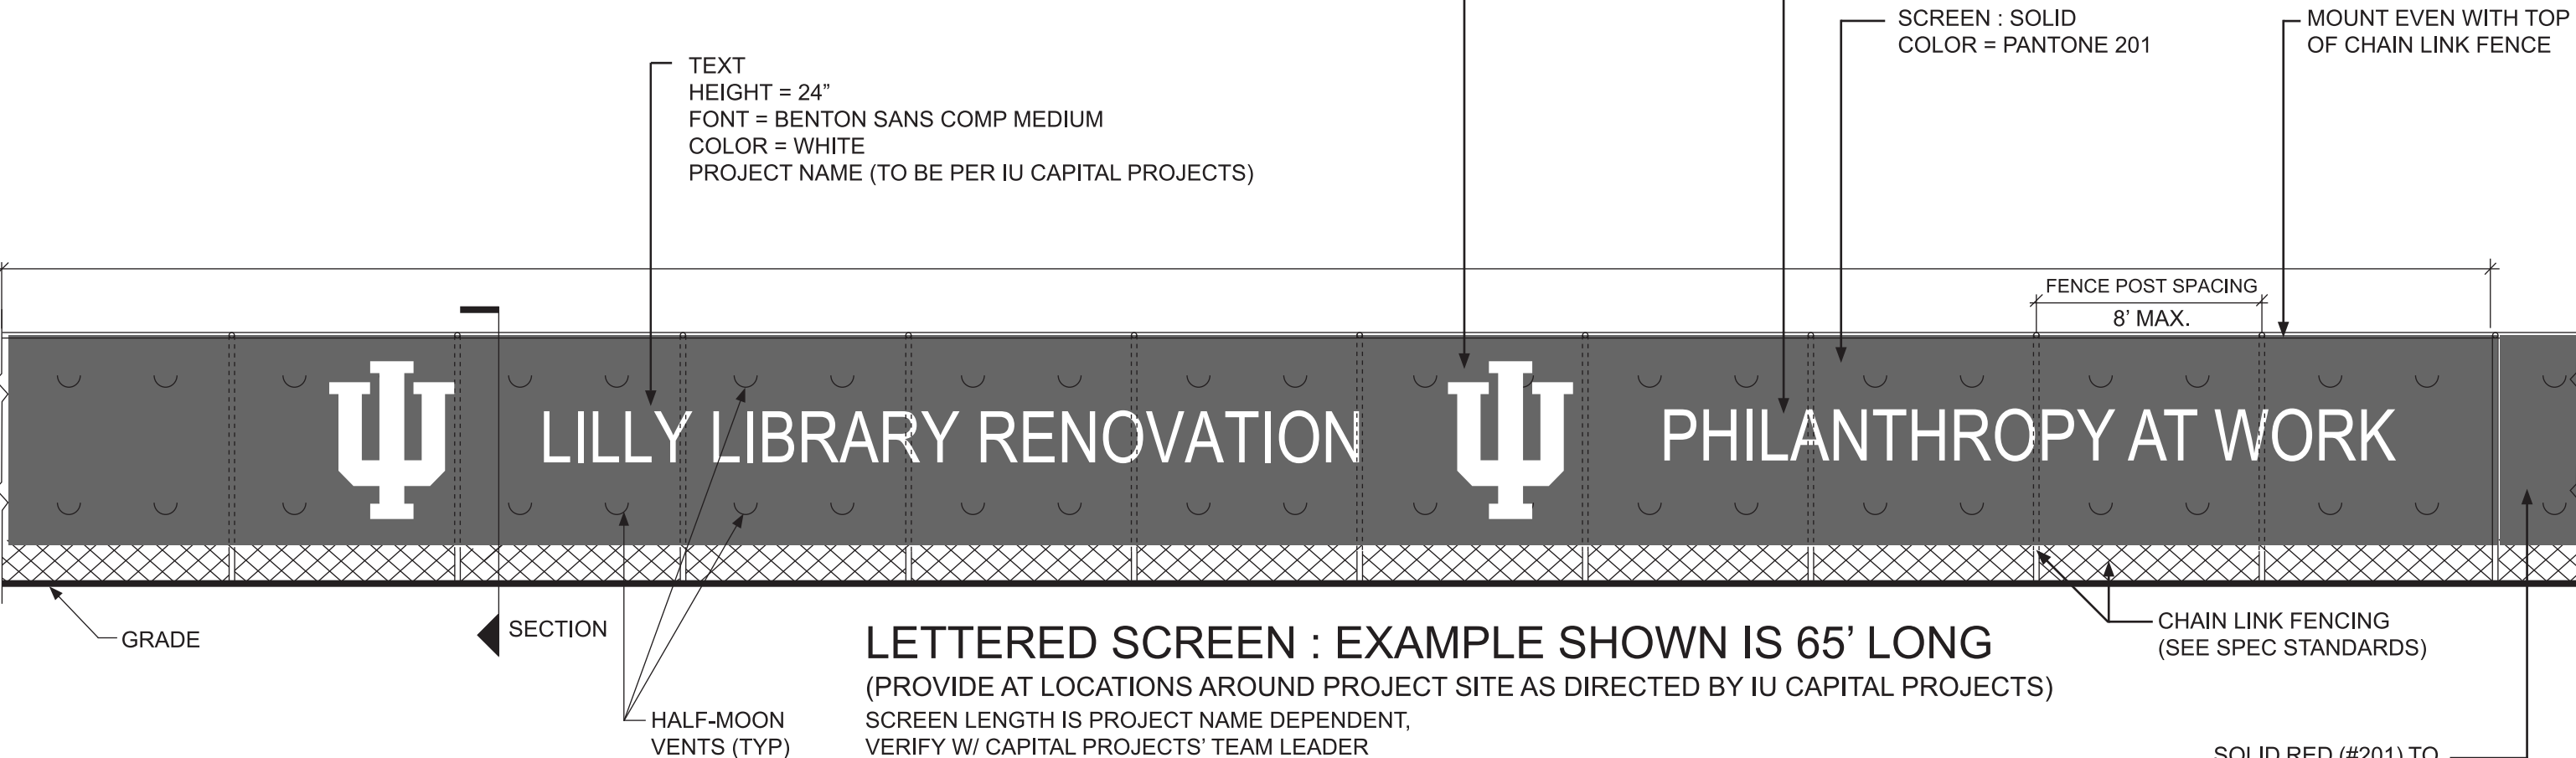 SCREEN : SOLID
COLOR = PANTONE 201
MOUNT EVEN WITH TOP
OF CHAIN LINK FENCE
TEXT
HEIGHT = 24”
FONT = BENTON SANS COMP MEDIUM
COLOR = WHITE
PROJECT NAME (TO BE PER IU CAPITAL PROJECTS)
FENCE POST SPACING
8’ MAX.
LILLY LIBRARY RENOVATION
PHILANTHROPY AT WORK
GRADE
SECTION
HALF-MOON
VENTS (TYP)
LETTERED SCREEN : EXAMPLE SHOWN IS 65’ LONG
(PROVIDE AT LOCATIONS AROUND PROJECT SITE AS DIRECTED BY IU CAPITAL PROJECTS)
SCREEN LENGTH IS PROJECT NAME DEPENDENT,
VERIFY W/ CAPITAL PROJECTS’ TEAM LEADER
CHAIN LINK FENCING
(SEE SPEC STANDARDS)
SOLID RED (#201) TO